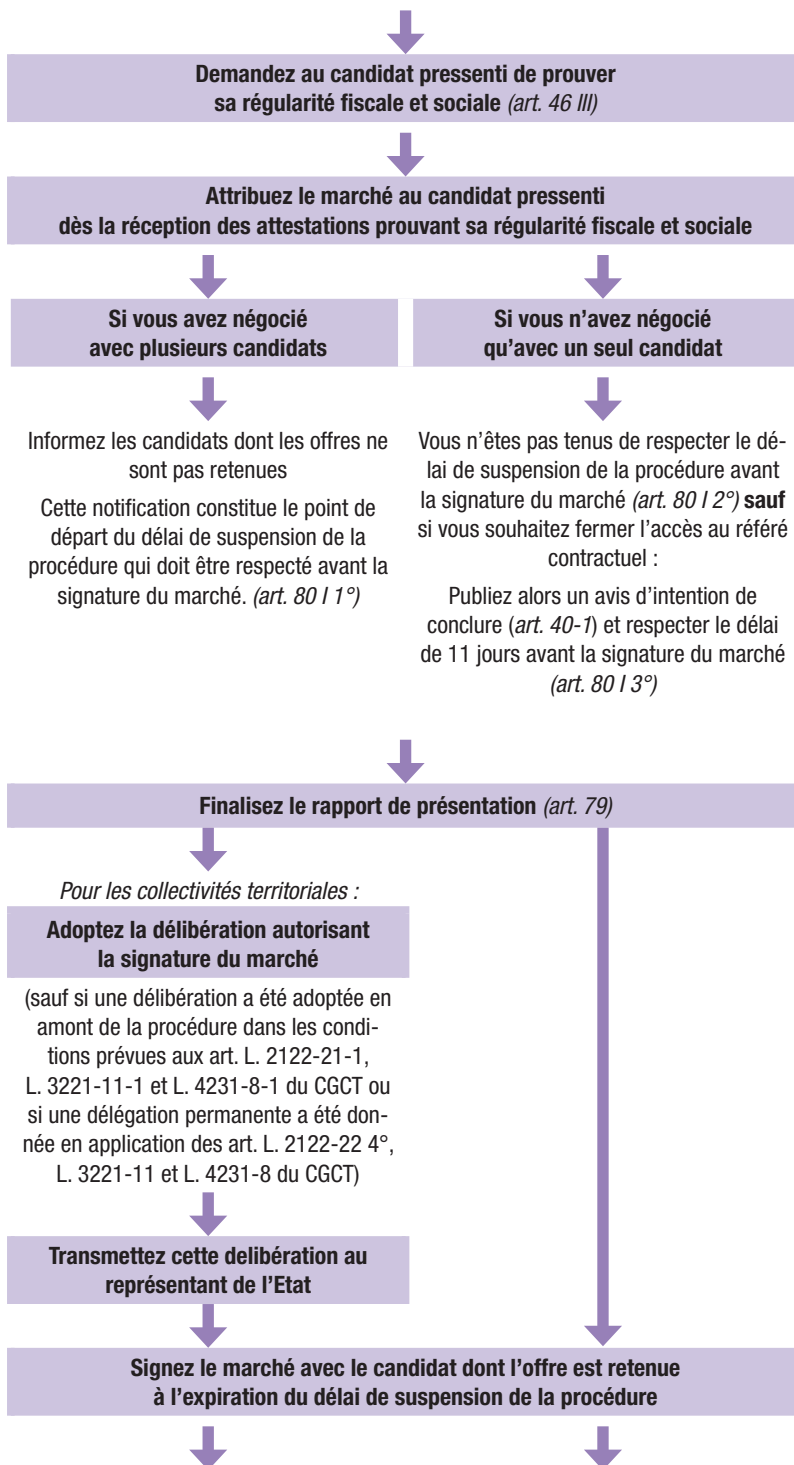 Demandez au candidat pressenti de prouver
sa régularité fiscale et sociale (art. 46 III)
Attribuez le marché au candidat pressenti
dès la réception des attestations prouvant sa régularité fiscale et sociale
Si vous avez négocié
avec plusieurs candidats
Informez les candidats dont les offres ne
sont pas retenues
Cette notification constitue le point de
départ du délai de suspension de la
procédure qui doit être respecté avant la
signature du marché. (art. 80 I 1°)
Si vous n’avez négocié
qu’avec un seul candidat
Vous n’êtes pas tenus de respecter le dé-
lai de suspension de la procédure avant
la signature du marché (art. 80 I 2°) sauf
si vous souhaitez fermer l’accès au référé
contractuel :
Publiez alors un avis d’intention de
conclure (art. 40-1) et respecter le délai
de 11 jours avant la signature du marché
(art. 80 I 3°)
Finalisez le rapport de présentation (art. 79)
Pour les collectivités territoriales :
Adoptez la délibération autorisant
la signature du marché
(sauf si une délibération a été adoptée en
amont de la procédure dans les condi-
tions prévues aux art. L. 2122-21-1,
L. 3221-11-1 et L. 4231-8-1 du CGCT ou
si une délégation permanente a été don-
née en application des art. L. 2122-22 4°,
L. 3221-11 et L. 4231-8 du CGCT)
Transmettez cette delibération au
représentant de l’Etat
Signez le marché avec le candidat dont l’offre est retenue
à l’expiration du délai de suspension de la procédure